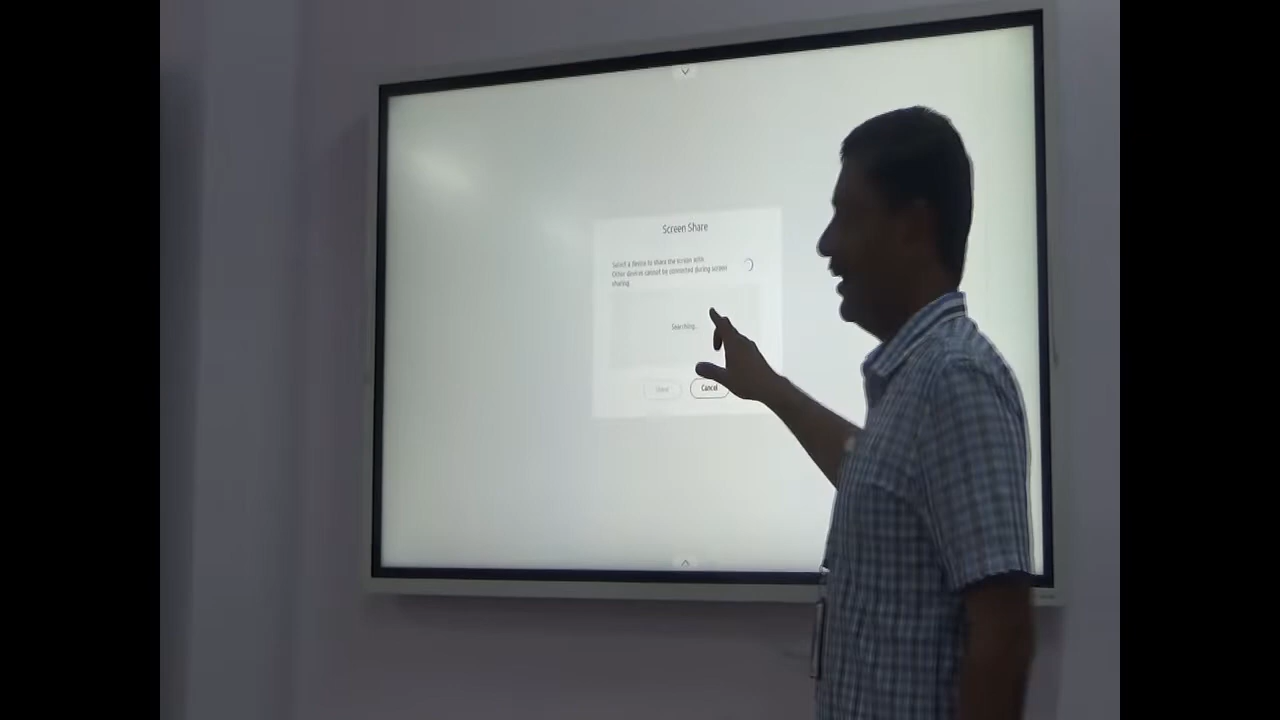 Screen Share
Select a device to share the screen with.
Other devices cannot be connected during screen
sharing.
Searching...
Share
Cancel